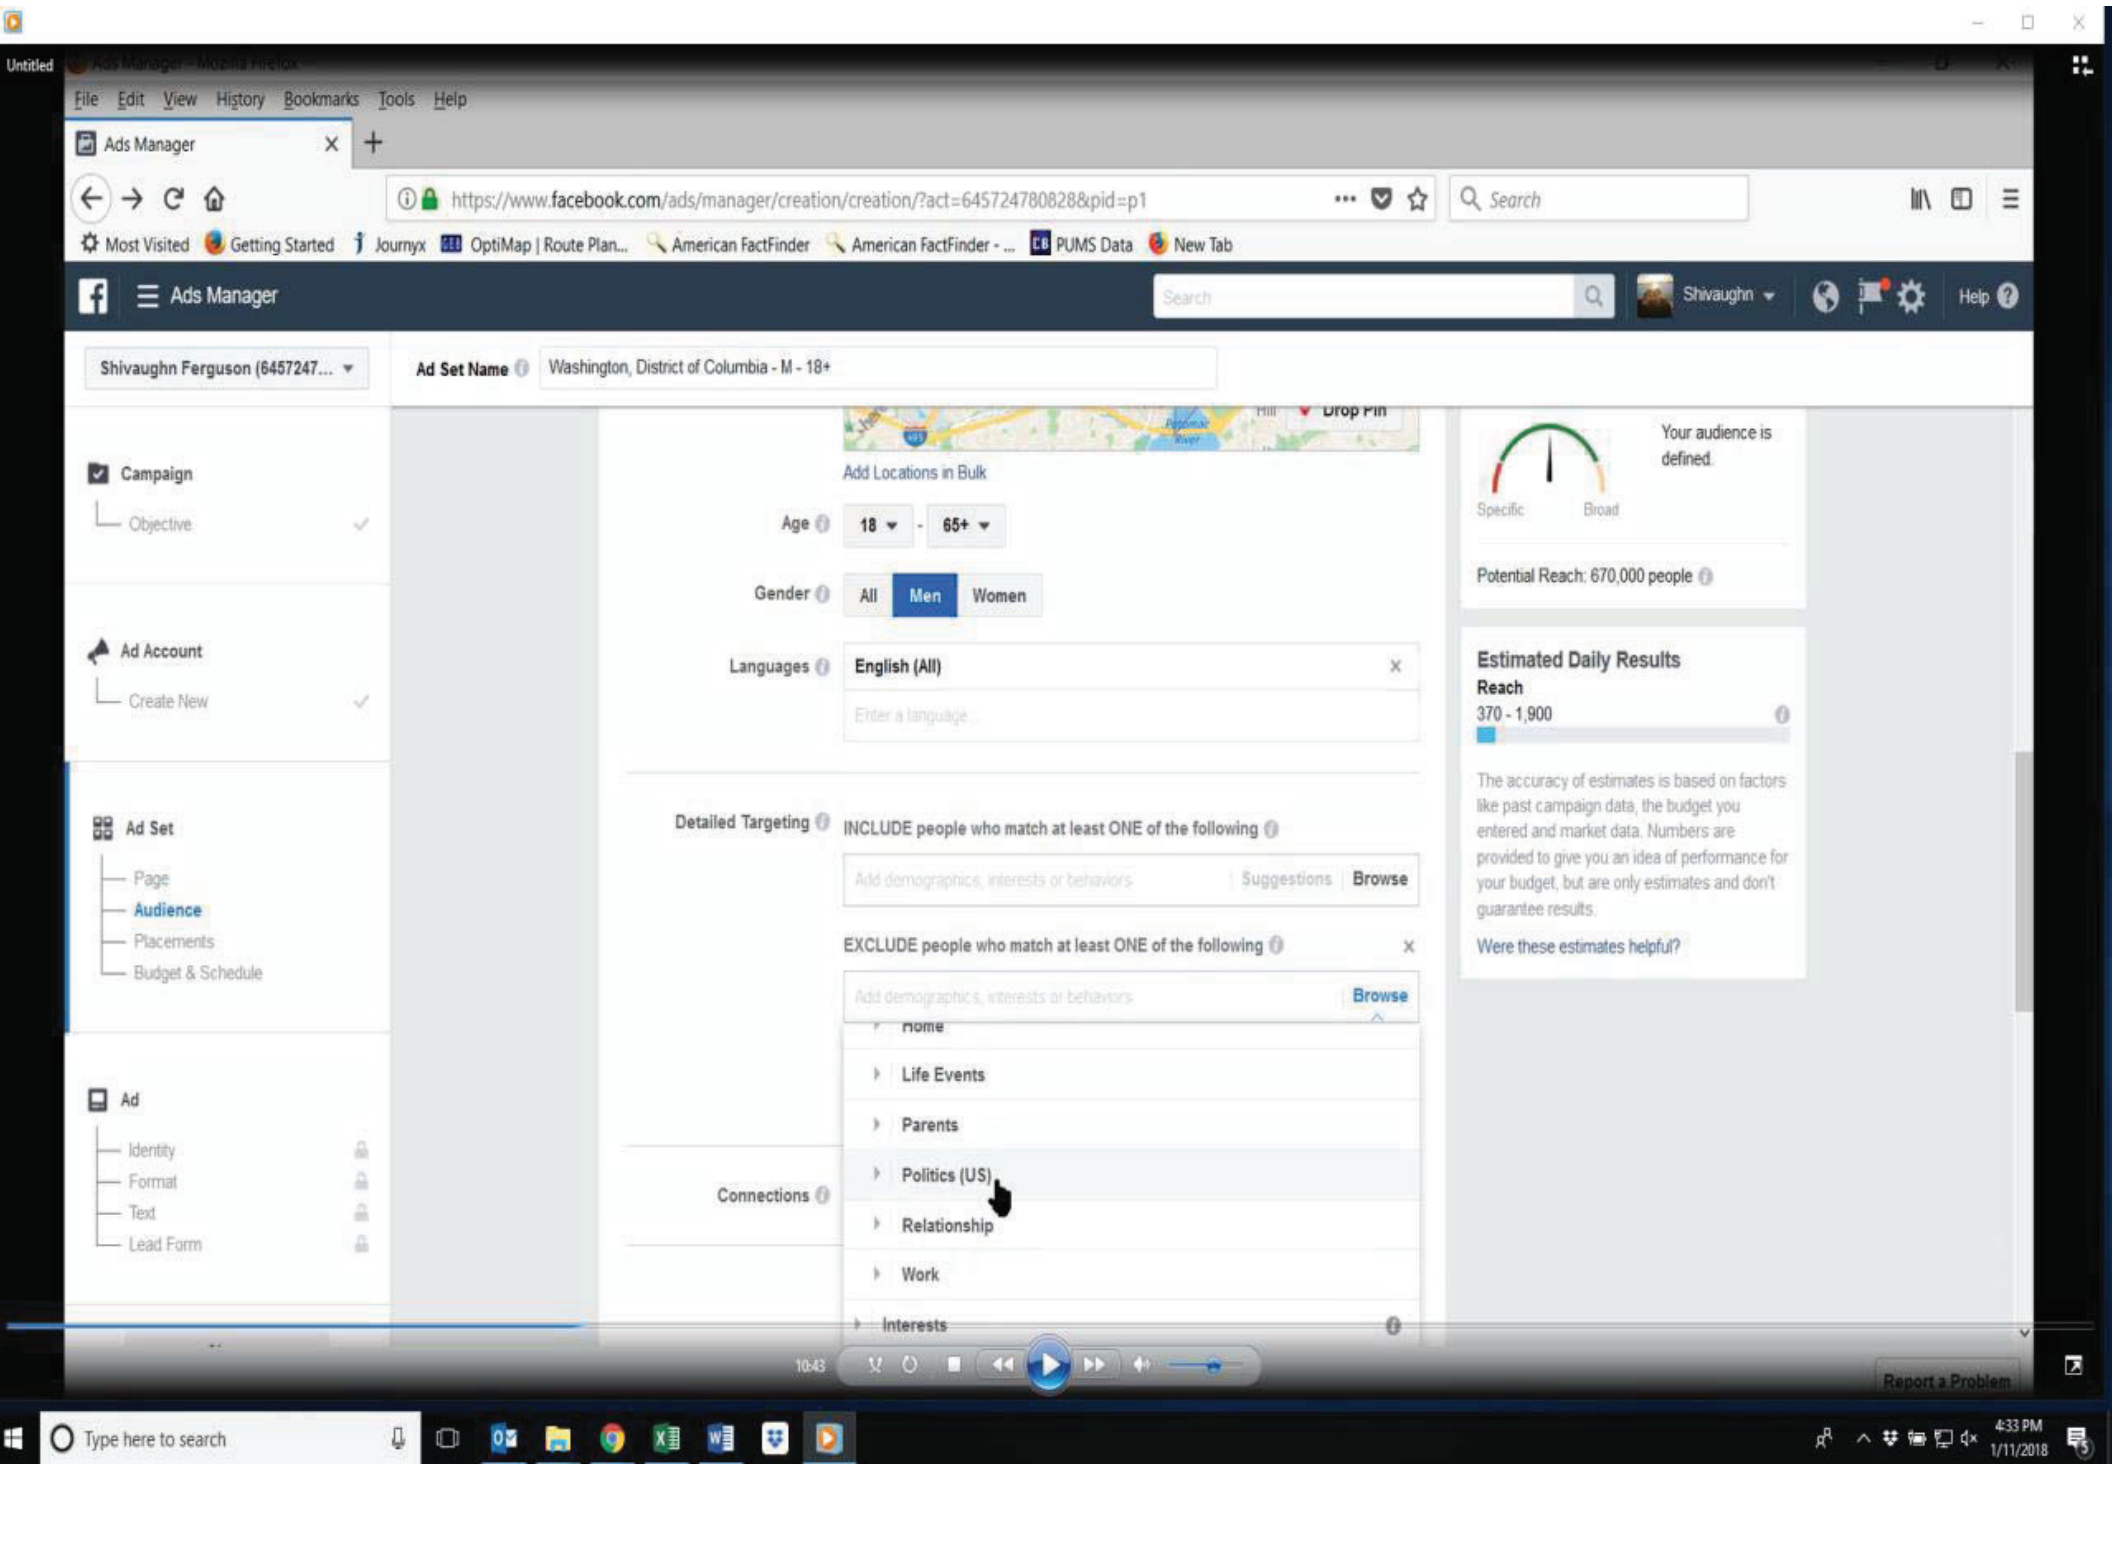 Untitled
Ads Manager - Mozilla Firefox
File Edit View History Bookmarks Tools Help
Ads Manager
https://www.facebook.com/ads/manager/creation/creation/?act=645724780828&pid=p1
Search
Most Visited Getting Started Journyx OptiMap | Route Plan... American FactFinder American FactFinder - ... PUMS Data New Tab
Ads Manager
Search
Shivaughn
Help
Shivaughn Ferguson (6457247...
Ad Set Name
Washington, District of Columbia - M - 18+
Campaign
Objective
Ad Account
Create New
Ad Set
Page
Audience
Placements
Budget & Schedule
Ad
Identity
Format
Text
Lead Form
495
Potomac
River
Hill
Drop Pin
Add Locations in Bulk
Age
18 - 65+
Gender
All Men Women
Languages
English (All)
Enter a language...
Detailed Targeting
INCLUDE people who match at least ONE of the following
Add demographics, interests or behaviors
Suggestions Browse
EXCLUDE people who match at least ONE of the following
Add demographics, interests or behaviors
Browse
Home
Life Events
Parents
Politics (US)
Relationship
Work
Interests
Connections
Your audience is
defined.
Specific Broad
Potential Reach: 670,000 people
Estimated Daily Results
Reach
370 - 1,900
The accuracy of estimates is based on factors
like past campaign data, the budget you
entered and market data. Numbers are
provided to give you an idea of performance for
your budget, but are only estimates and don't
guarantee results.
Were these estimates helpful?
10:43
Report a Problem
Type here to search
4:33 PM
1/11/2018
5